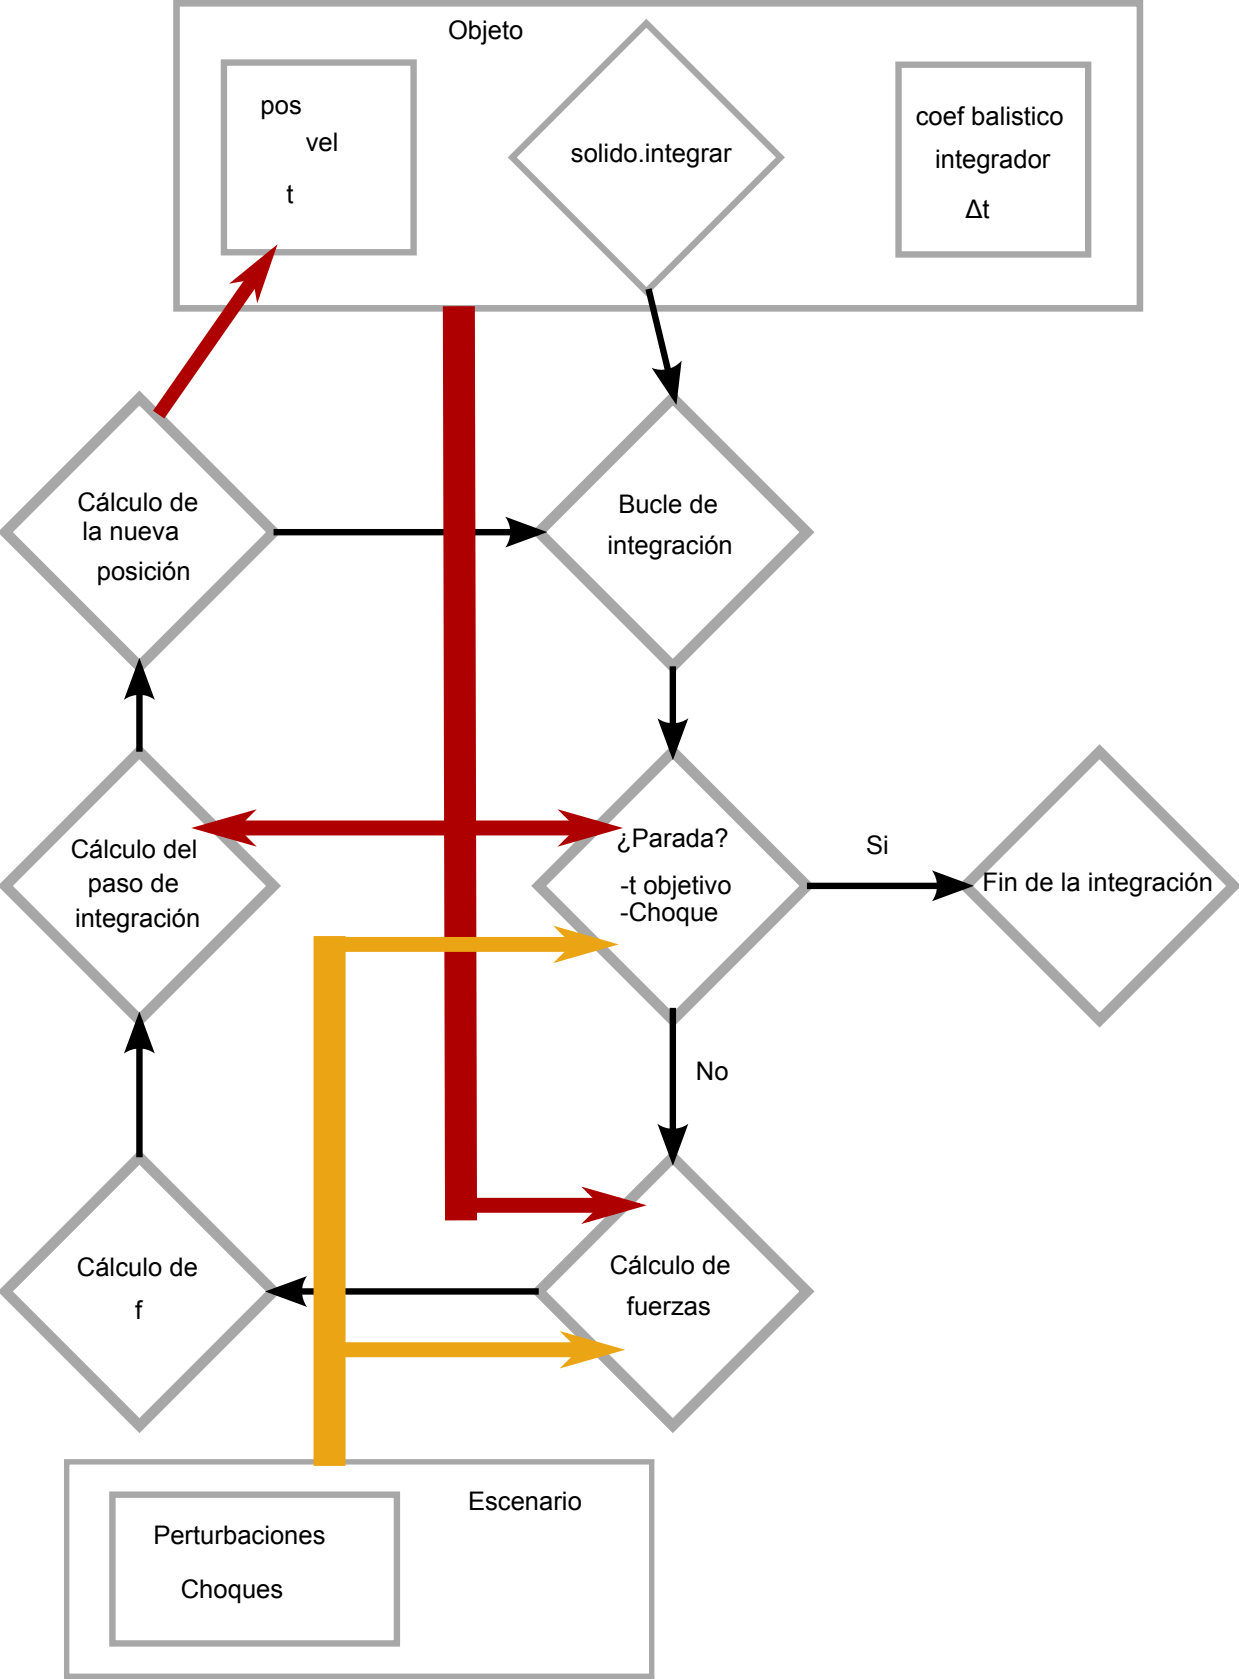 Objeto
pos
vel
t
solido.integrar
coef balistico
integrador
Δt
Cálculo de
la nueva
posición
Bucle de
integración
Cálculo del
paso de
integración
¿Parada?
-t objetivo
-Choque
Si
Fin de la integración
No
Cálculo de
f
Cálculo de
fuerzas
Escenario
Perturbaciones
Choques